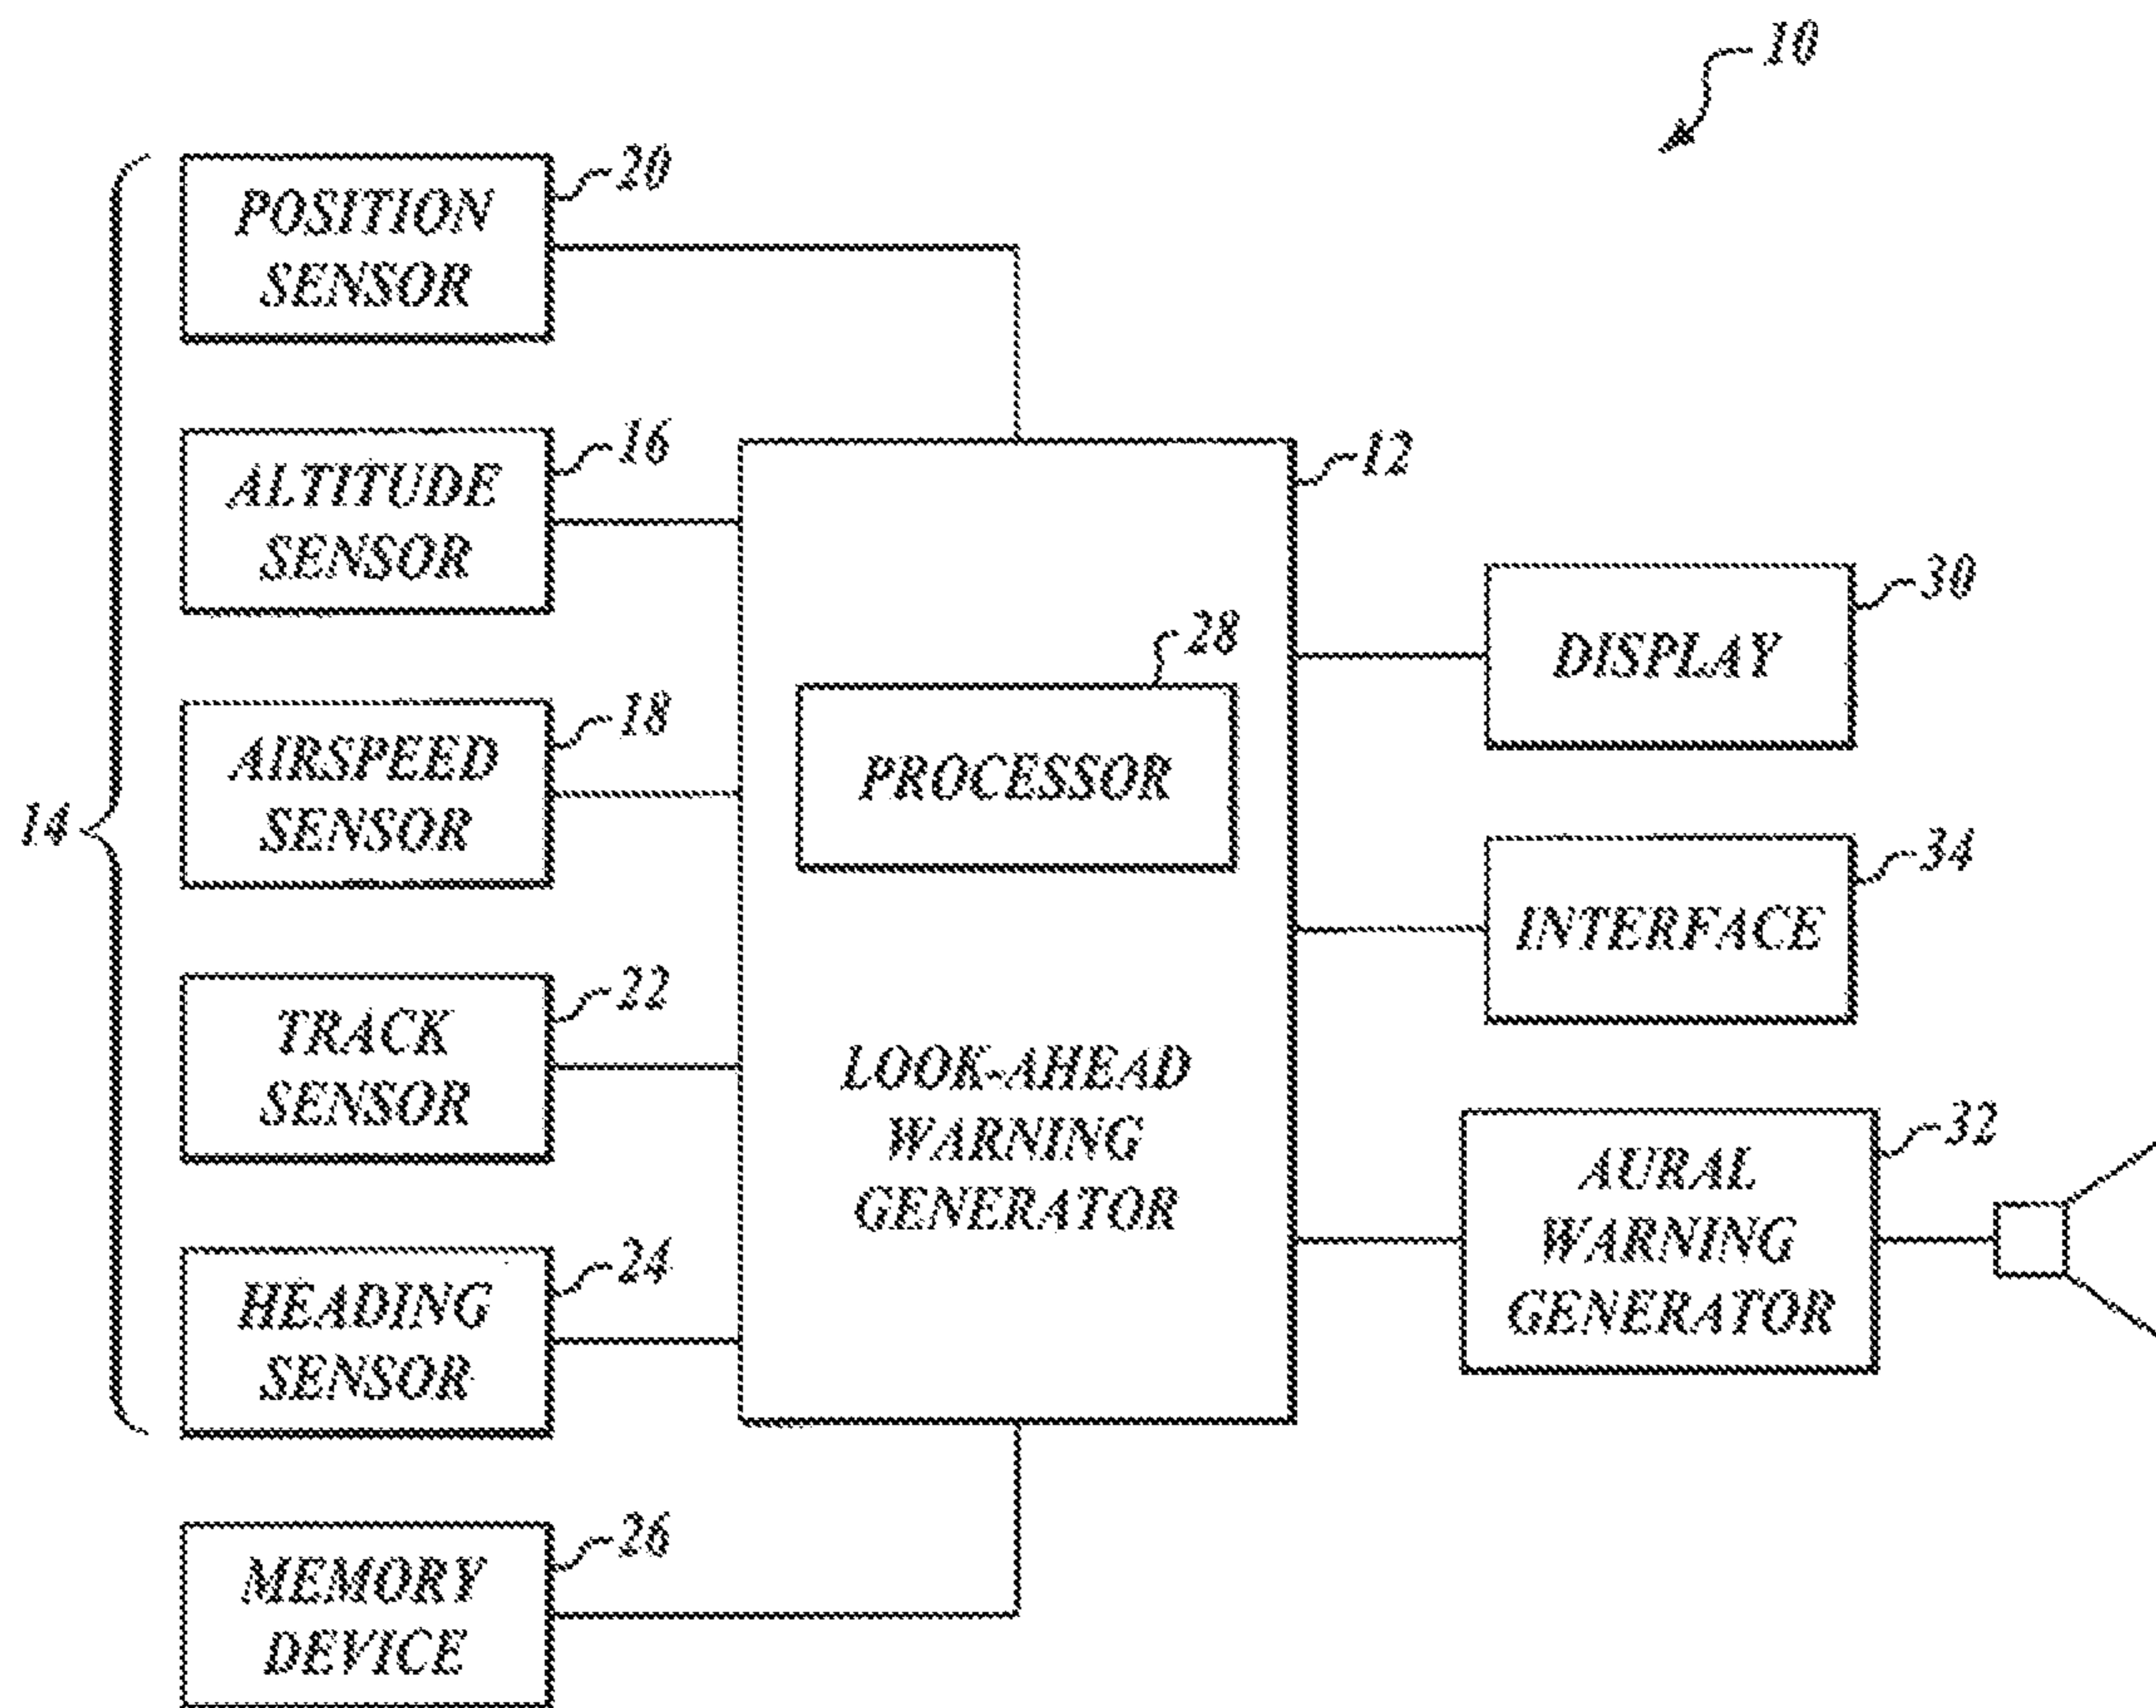 10
20
POSITION
SENSOR
16
ALTITUDE
SENSOR
12
30
DISPLAY
28
PROCESSOR
18
AIRSPEED
SENSOR
14
34
INTERFACE
22
TRACK
SENSOR
LOOK-AHEAD
WARNING
GENERATOR
32
AURAL
WARNING
GENERATOR
24
HEADING
SENSOR
26
MEMORY
DEVICE